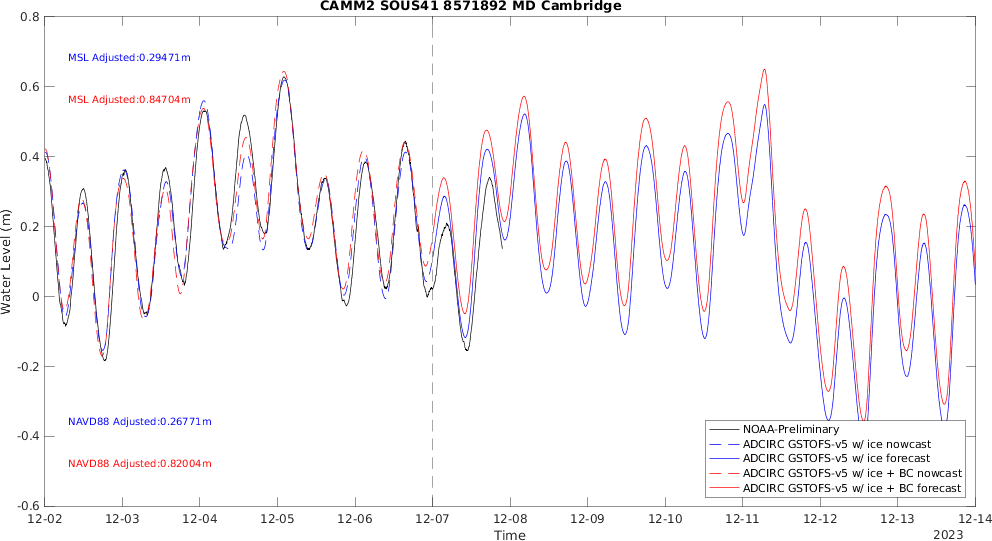 CAMM2 SOUS41 8571892 MD Cambridge
0.8
0.6
0.4
0.2
0
-0.2
-0.4
-0.6
Water Level (m)
MSL Adjusted:0.29471m
MSL Adjusted:0.84704m
NAVD88 Adjusted:0.26771m
NAVD88 Adjusted:0.82004m
NOAA-Preliminary
ADCIRC GSTOFS-v5 w/ ice nowcast
ADCIRC GSTOFS-v5 w/ ice forecast
ADCIRC GSTOFS-v5 w/ ice + BC nowcast
ADCIRC GSTOFS-v5 w/ ice + BC forecast
12-02 12-03 12-04 12-05 12-06 12-07 12-08 12-09 12-10 12-11 12-12 12-13 12-14
Time
2023